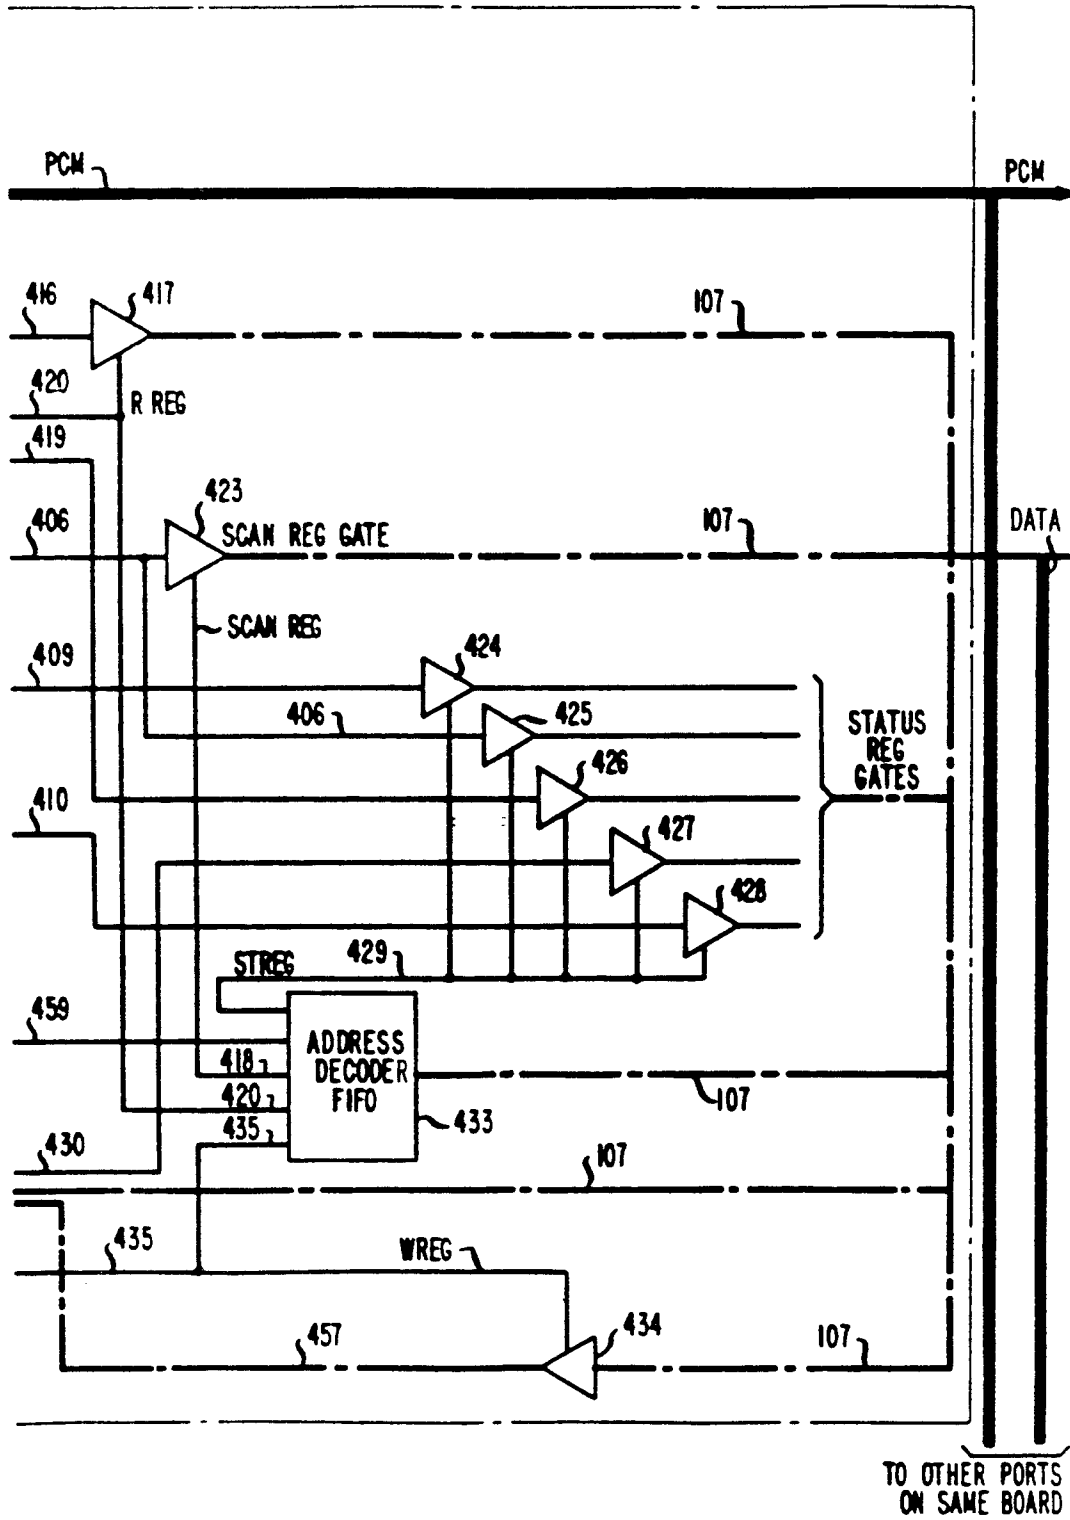 PCM
PCM
416
417
107
420
R REG
419
423
406
SCAN REG GATE
107
DATA
SCAN REG
409
424
406
425
STATUS
REG
GATES
426
410
427
428
STREG
429
459
ADDRESS
DECODER
FIFO
418
420
107
435
433
430
107
435
WREG
457
434
107
TO OTHER PORTS
ON SAME BOARD